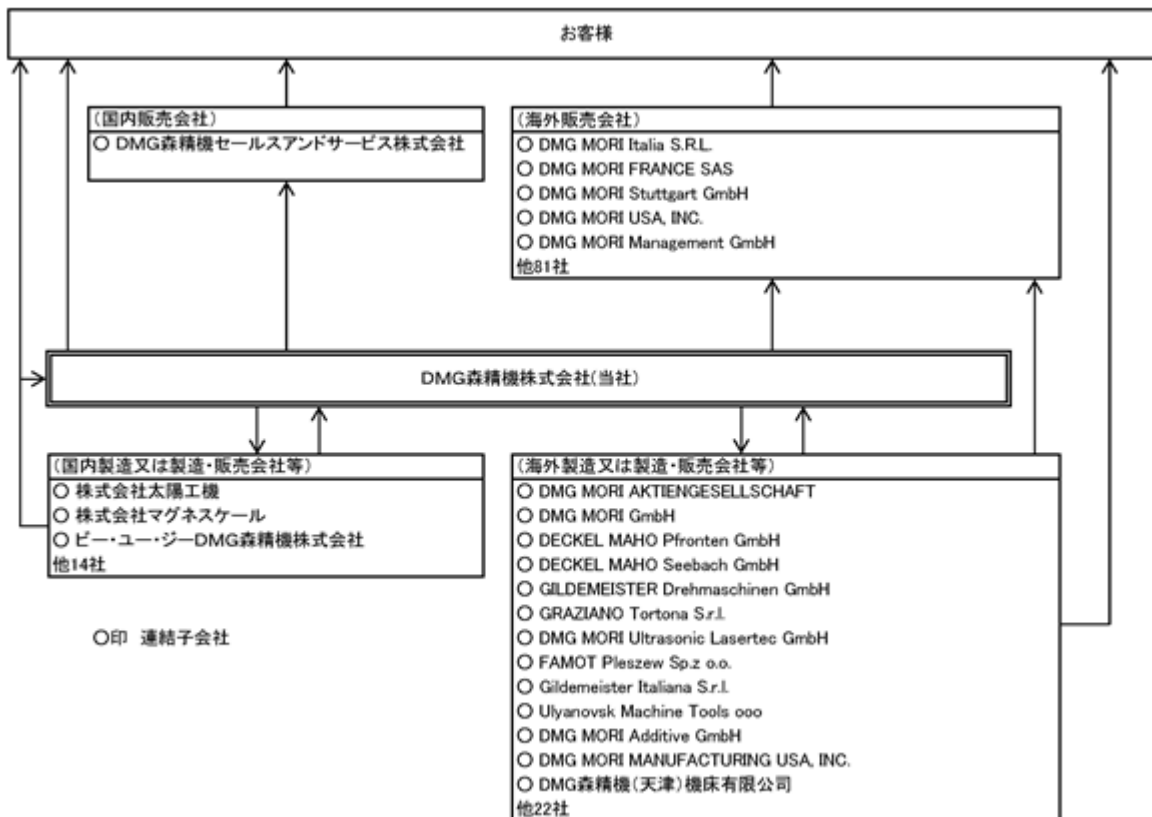 お客様
(国内販売会社)
○ DMG森精機セールスアンドサービス株式会社
(海外販売会社)
○ DMG MORI Italia S.R.L.
○ DMG MORI FRANCE SAS
○ DMG MORI Stuttgart GmbH
○ DMG MORI USA, INC.
○ DMG MORI Management GmbH
他81社
DMG森精機株式会社(当社)
(国内製造又は製造・販売会社等)
○ 株式会社太陽工機
○ 株式会社マグネスケール
○ ビー・ユー・ジーDMG森精機株式会社
他14社
○印 連結子会社
(海外製造又は製造・販売会社等)
○ DMG MORI AKTIENGESELLSCHAFT
○ DMG MORI GmbH
○ DECKEL MAHO Pfronten GmbH
○ DECKEL MAHO Seebach GmbH
○ GILDEMEISTER Drehmaschinen GmbH
○ GRAZIANO Tortona S.r.l.
○ DMG MORI Ultrasonic Lasertec GmbH
○ FAMOT Pleszew Sp.z o.o.
○ Gildemeister Italiana S.r.l.
○ Ulyanovsk Machine Tools ooo
○ DMG MORI Additive GmbH
○ DMG MORI MANUFACTURING USA, INC.
○ DMG森精機(天津)機床有限公司
他22社